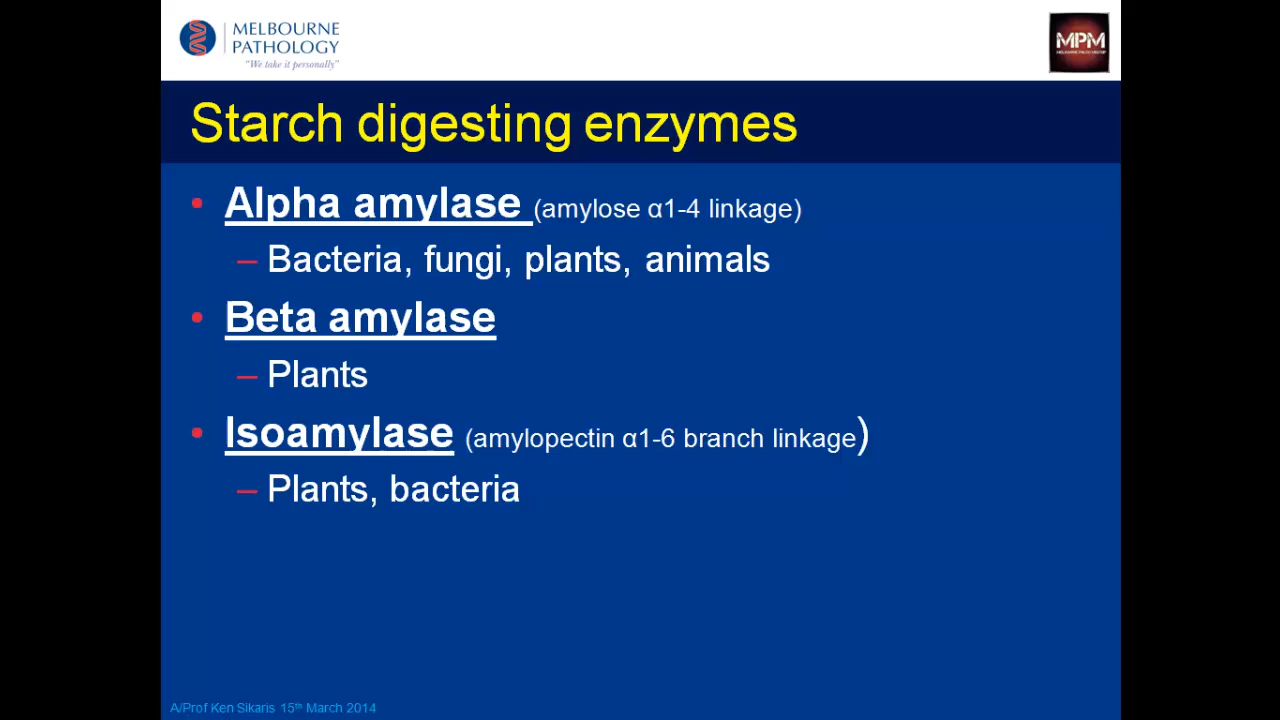 MELBOURNE
PATHOLOGY
"We take it personally"
MPM
Starch digesting enzymes
• Alpha amylase (amylose α1-4 linkage)
– Bacteria, fungi, plants, animals
• Beta amylase
– Plants
• Isoamylase (amylopectin α1-6 branch linkage)
– Plants, bacteria
A/Prof Ken Sikaris 15th March 2014